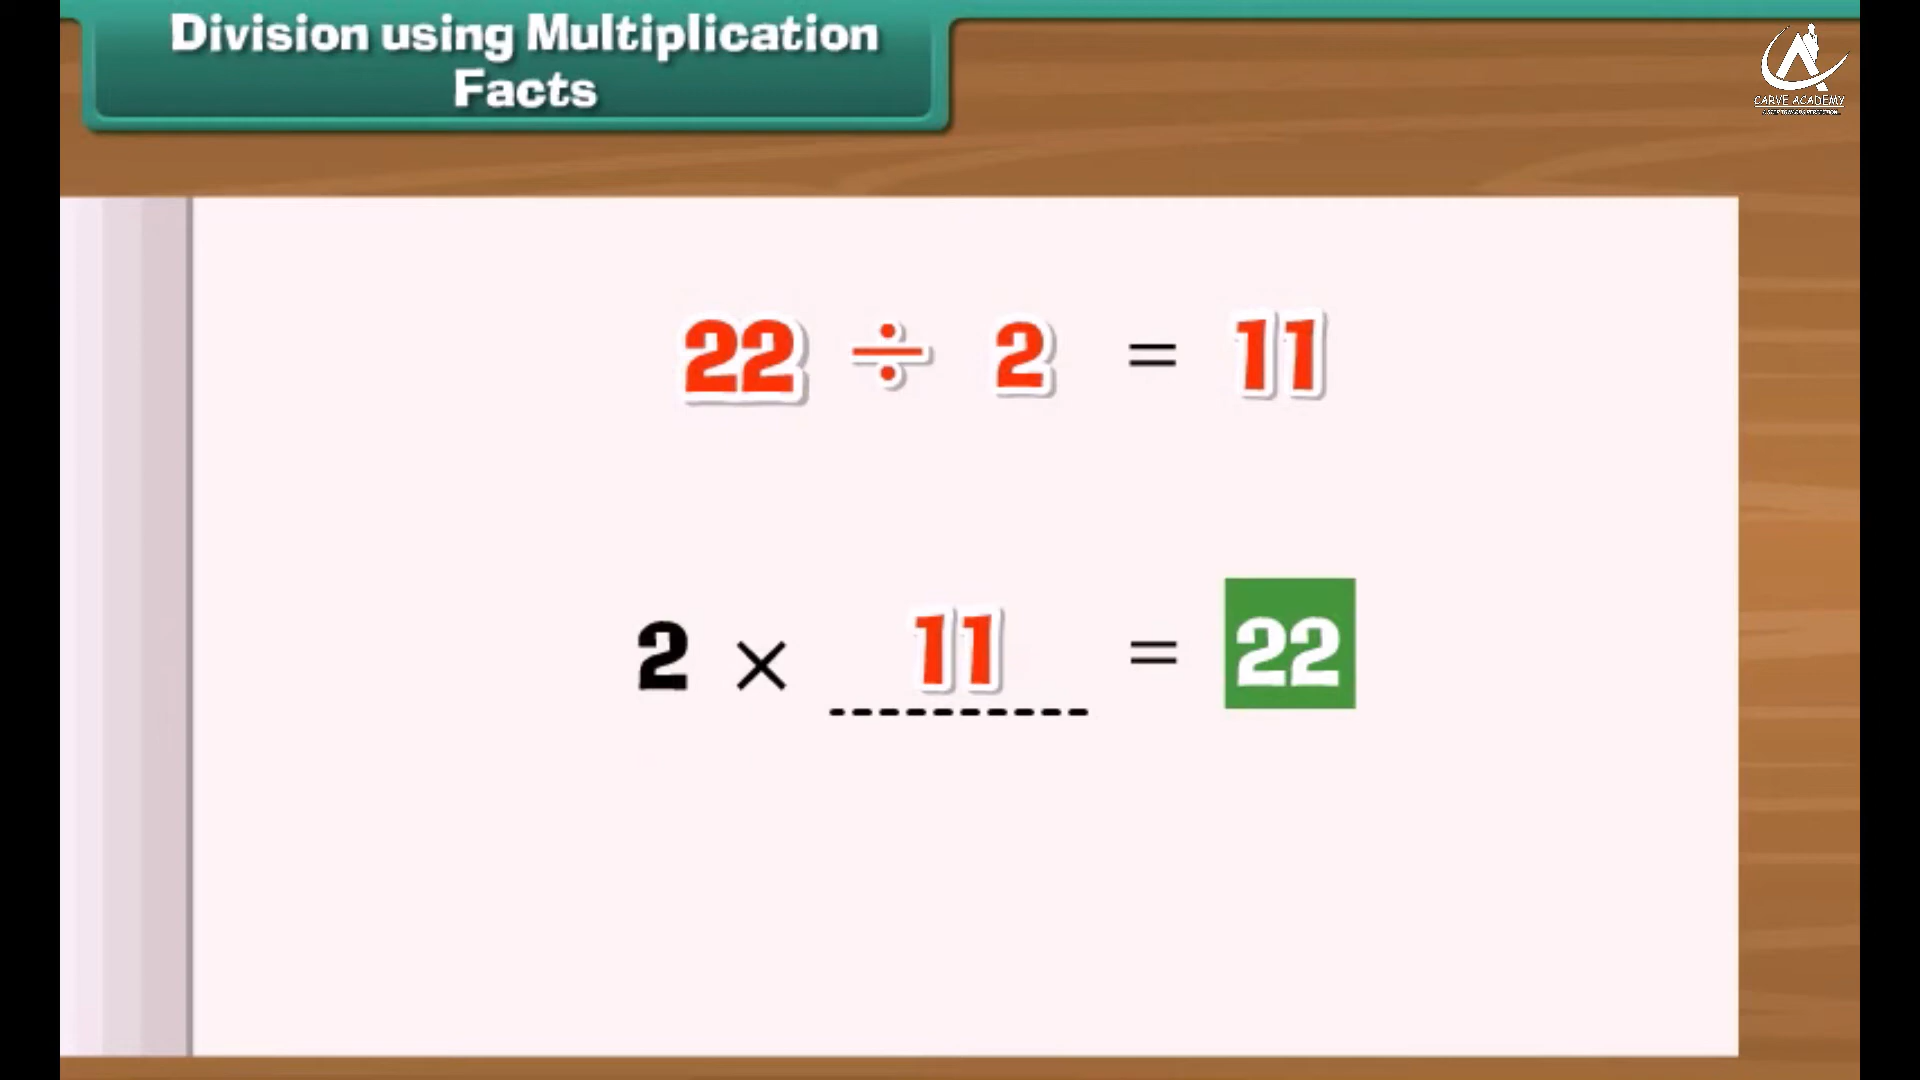 Division using Multiplication
Facts
CARVE ACADEMY
22 ÷ 2 = 11
2 × 11 = 22